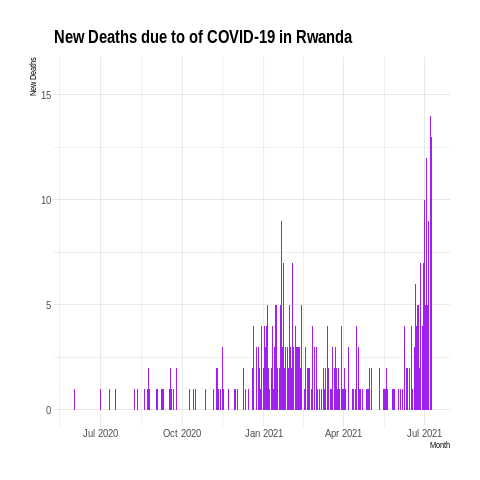 New Deaths due to of COVID-19 in Rwanda
New Deaths
15
10
5
0
Jul 2020 Oct 2020 Jan 2021 Apr 2021 Jul 2021
Month